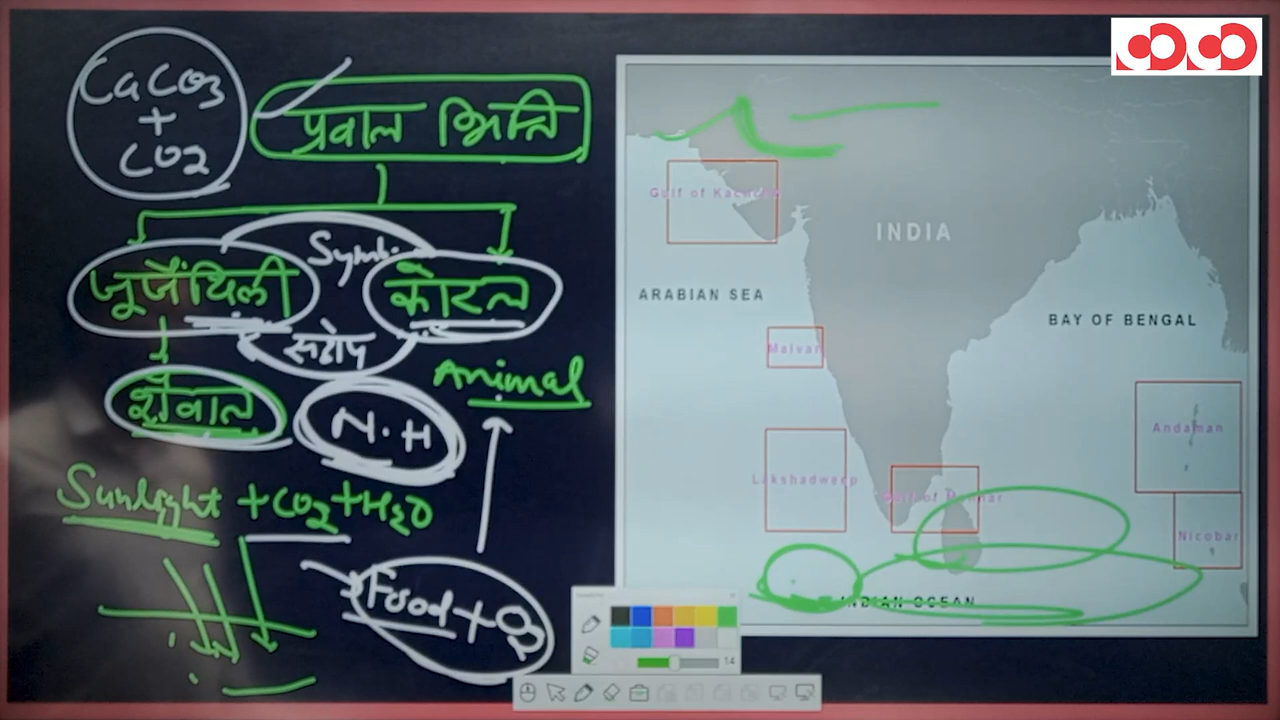 CaCO3
+
CO2
प्रवाल भित्ति
Symbi
जूजैंथिली
कोरल
Animal
शैवाल
N.H
Sunlight + CO2 + H2O
Food + O2
INDIA
ARABIAN SEA
BAY OF BENGAL
Malvan
Lakshadweep
Andaman
Nicobar
INDIAN OCEAN
14